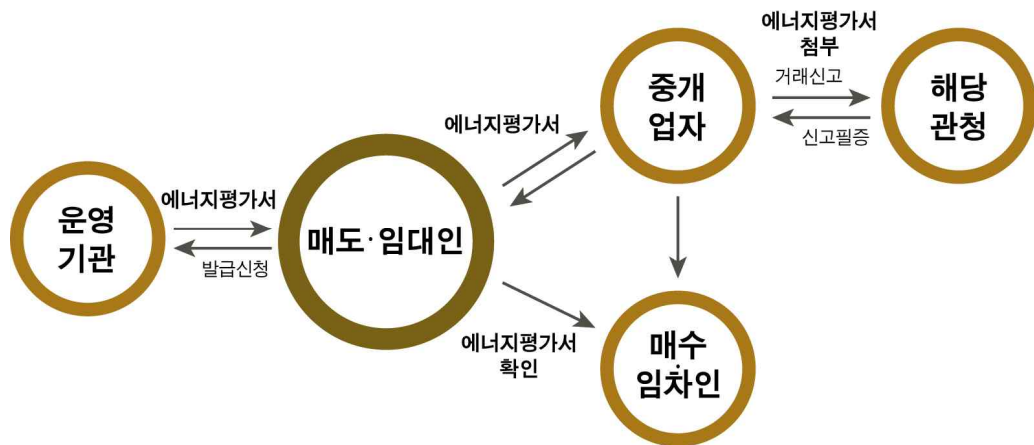 에너지평가서
첨부
거래신고
신고필증
중개
업자
해당
관청
에너지평가서
에너지평가서
발급신청
운영
기관
매도·임대인
에너지평가서
확인
매수
·
임차인